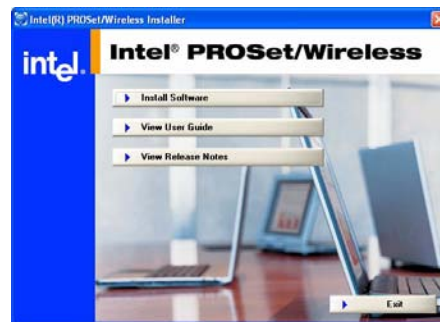 Intel(R) PROSet/Wireless Installer
intel.
Intel® PROSet/Wireless
Install Software
View User Guide
View Release Notes
Exit